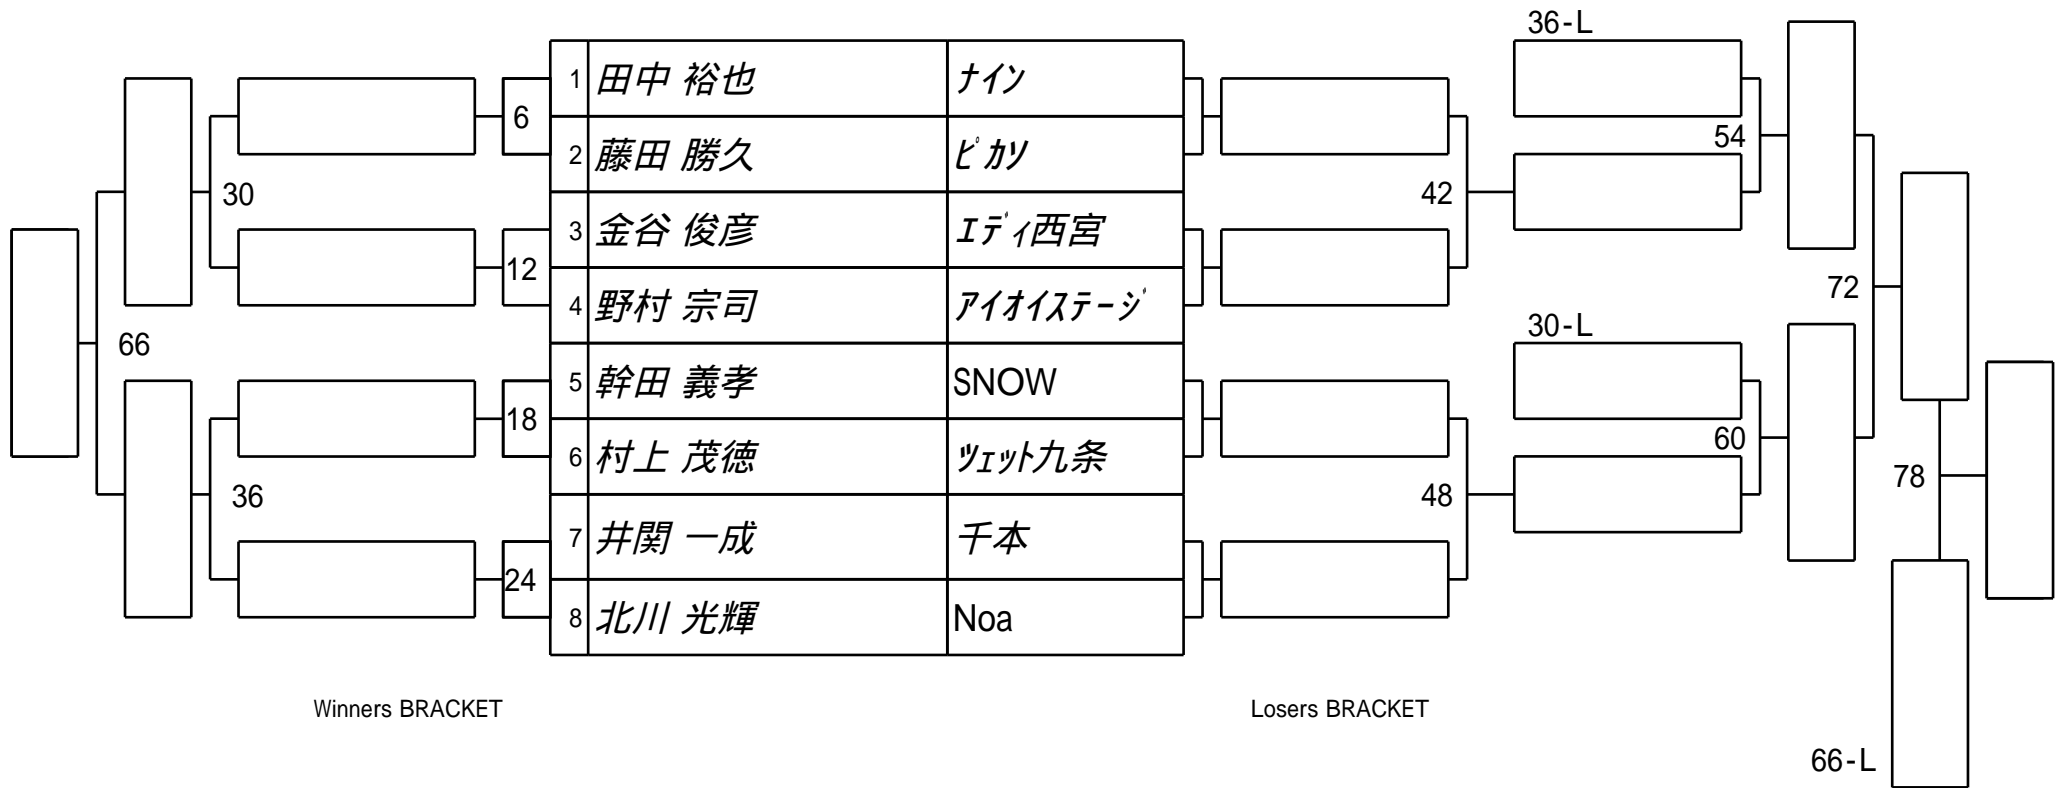 36-L
1 田中 裕也 ナイン
6
54
2 藤田 勝久 ピカソ
30
42
3 金谷 俊彦 エディ西宮
12
72
4 野村 宗司 アイオイステージ
30-L
66
5 幹田 義孝 SNOW
18
60
6 村上 茂徳 ツェット九条
78
36
48
7 井関 一成 千本
24
8 北川 光輝 Noa
Winners BRACKET
Losers BRACKET
66-L